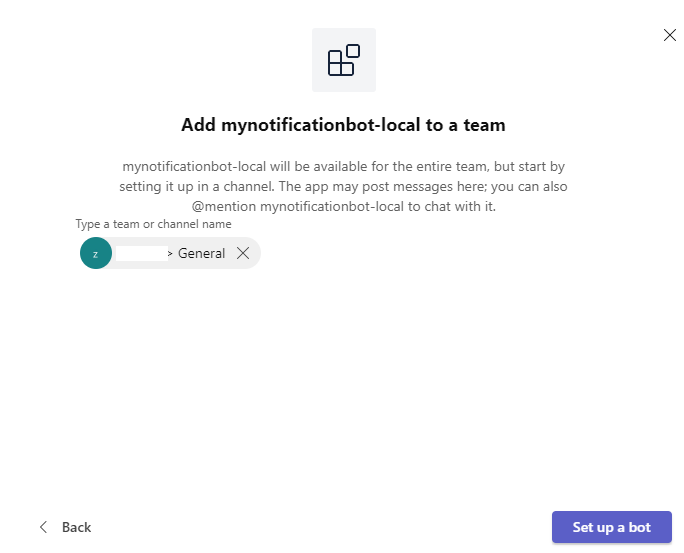 Add mynotificationbot-local to a team
mynotificationbot-local will be available for the entire team, but start by
setting it up in a channel. The app may post messages here; you can also
@mention mynotificationbot-local to chat with it.
Type a team or channel name
z > General
Back
Set up a bot